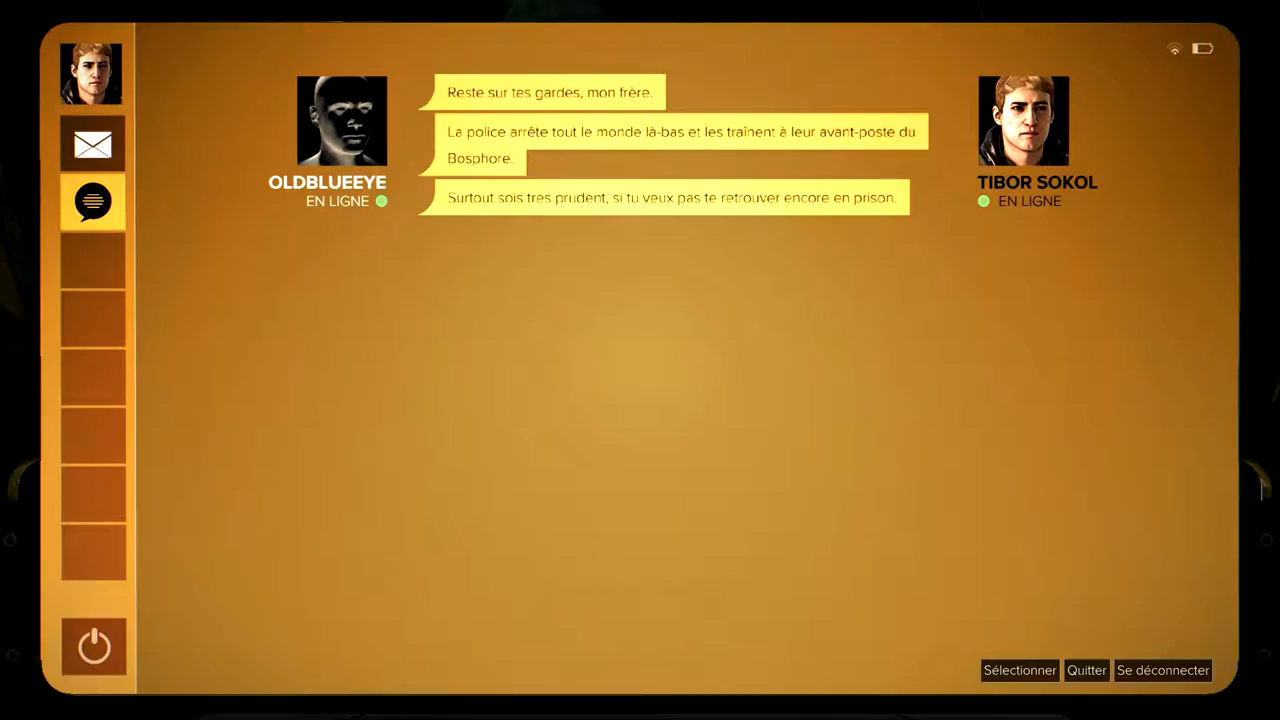 Reste sur tes gardes, mon frère.
La police arrête tout le monde là-bas et les traînent à leur avant-poste du
Bosphore.
Surtout sois très prudent, si tu veux pas te retrouver encore en prison.
OLDBLUEEYE
EN LIGNE
TIBOR SOKOL
EN LIGNE
Sélectionner Quitter Se déconnecter